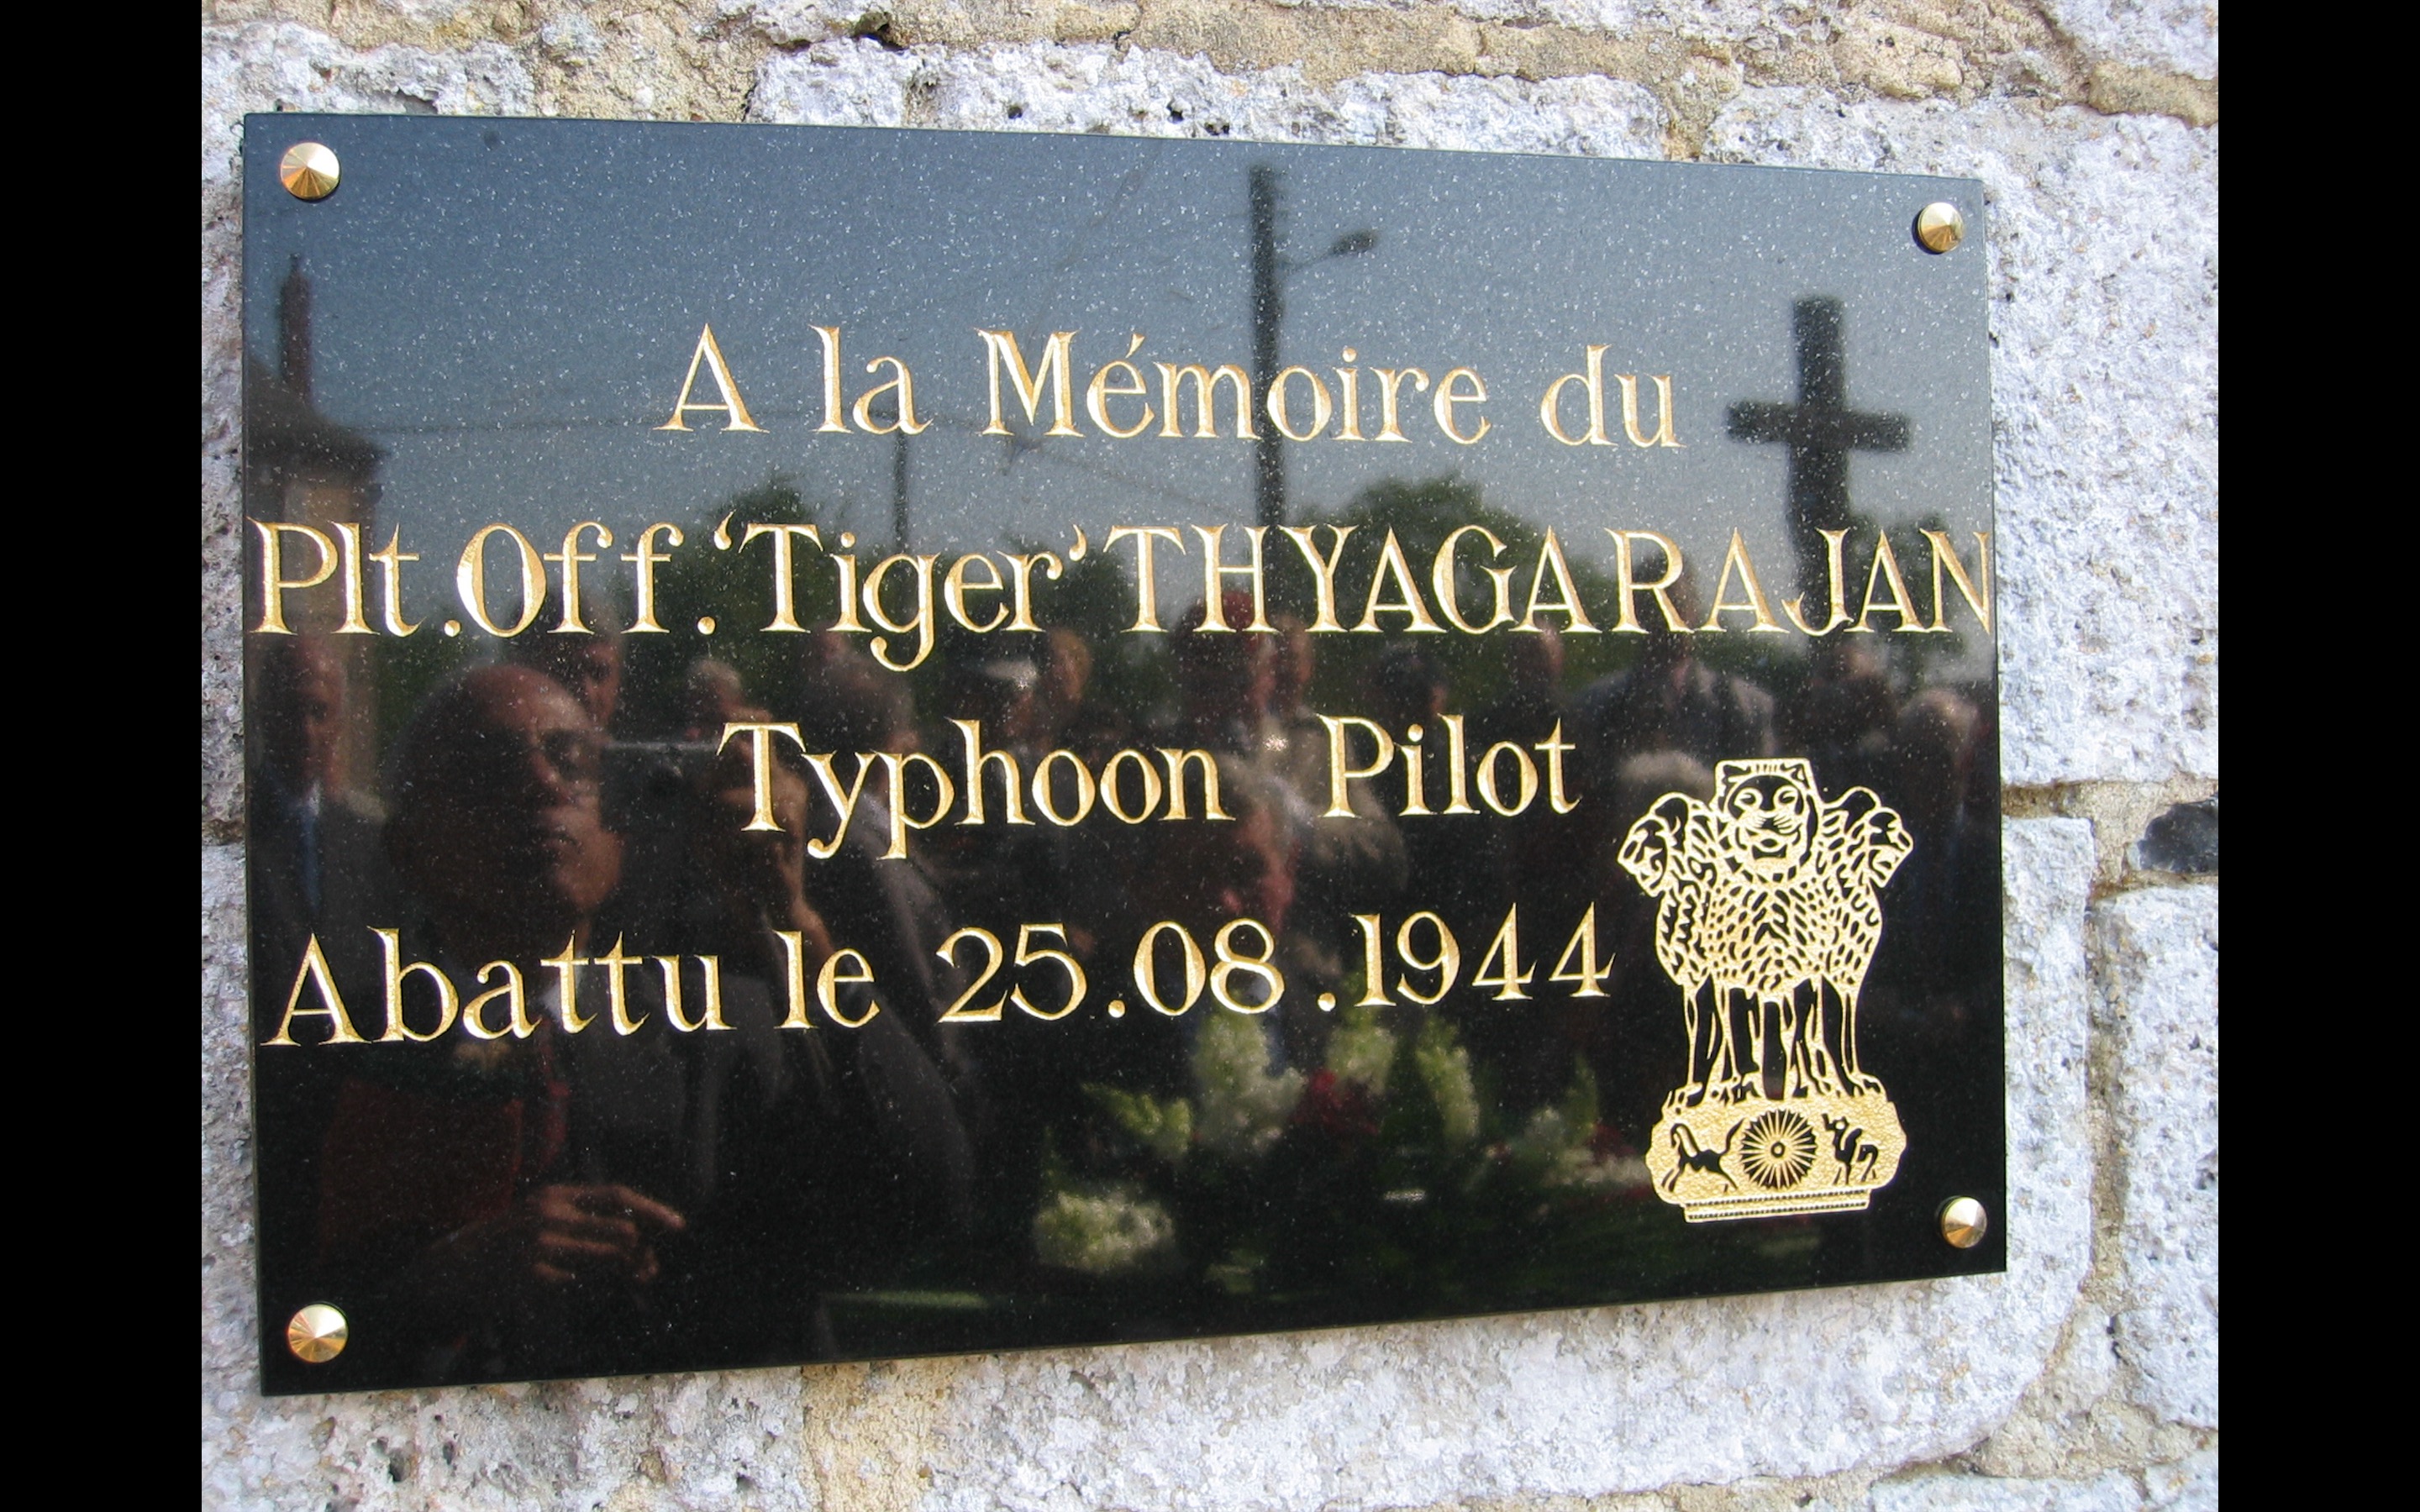 A la Mémoire du
Plt.Off.‘Tiger‘THYAGARAJAN
Typhoon Pilot
Abattu le 25.08.1944